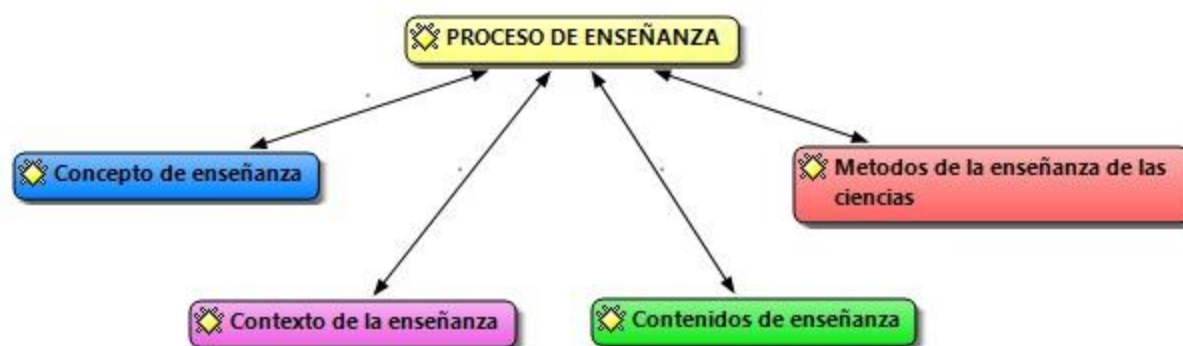 PROCESO DE ENSEÑANZA
Concepto de enseñanza
Metodos de la enseñanza de las
ciencias
Contexto de la enseñanza
Contenidos de enseñanza